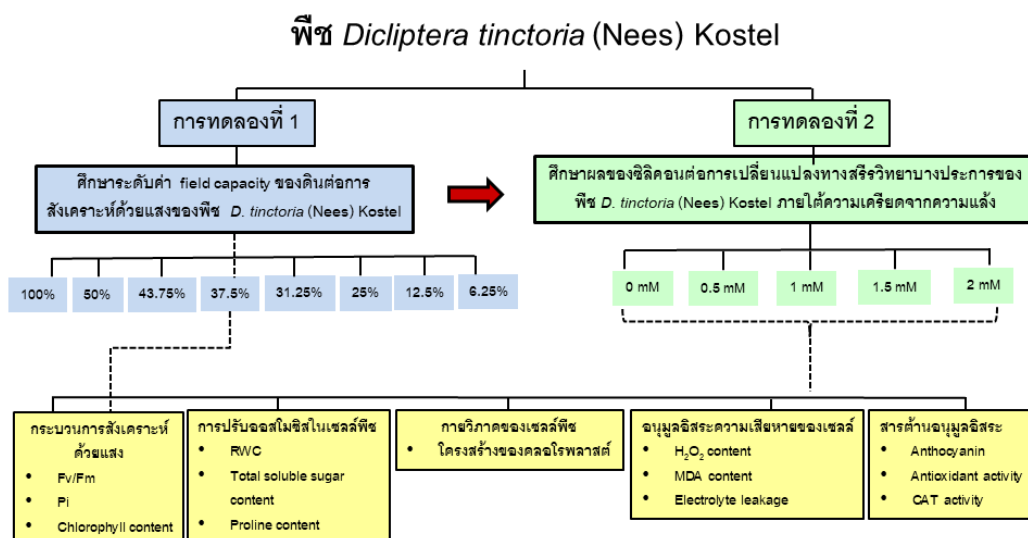 พืช Dicliptera tinctoria (Nees) Kostel
การทดลองที่ 1
การทดลองที่ 2
ศึกษาระดับค่า field capacity ของดินต่อการ
สังเคราะห์ด้วยแสงของพืช D. tinctoria (Nees) Kostel
ศึกษาผลของซิลิคอนต่อการเปลี่ยนแปลงทางสรีรวิทยาบางประการของ
พืช D. tinctoria (Nees) Kostel ภายใต้ความเครียดจากความแล้ง
100% 50% 43.75% 37.5% 31.25% 25% 12.5% 6.25%
0 mM 0.5 mM 1 mM 1.5 mM 2 mM
กระบวนการสังเคราะห์
ด้วยแสง
• Fv/Fm
• Pi
• Chlorophyll content
การปรับออสโมซิสในเซลล์พืช
• RWC
• Total soluble sugar
content
• Proline content
กายวิภาคของเซลล์พืช
• โครงสร้างของคลอโรพลาสต์
อนุมูลอิสระความเสียหายของเซลล์
• H₂O₂ content
• MDA content
• Electrolyte leakage
สารต้านอนุมูลอิสระ
• Anthocyanin
• Antioxidant activity
• CAT activity